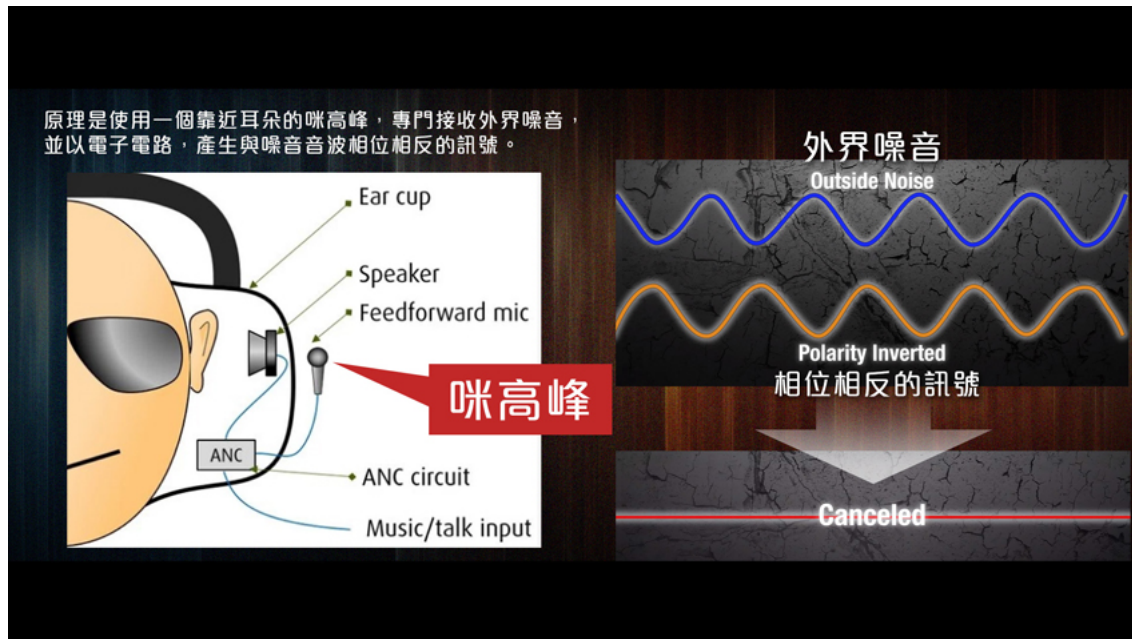 原理是使用一個靠近耳朵的咪高峰，專門接收外界噪音，
並以電子電路，產生與噪音音波相位相反的訊號。
Ear cup
Speaker
Feedforward mic
咪高峰
ANC
ANC circuit
Music/talk input
外界噪音
Outside Noise
Polarity Inverted
相位相反的訊號
Canceled